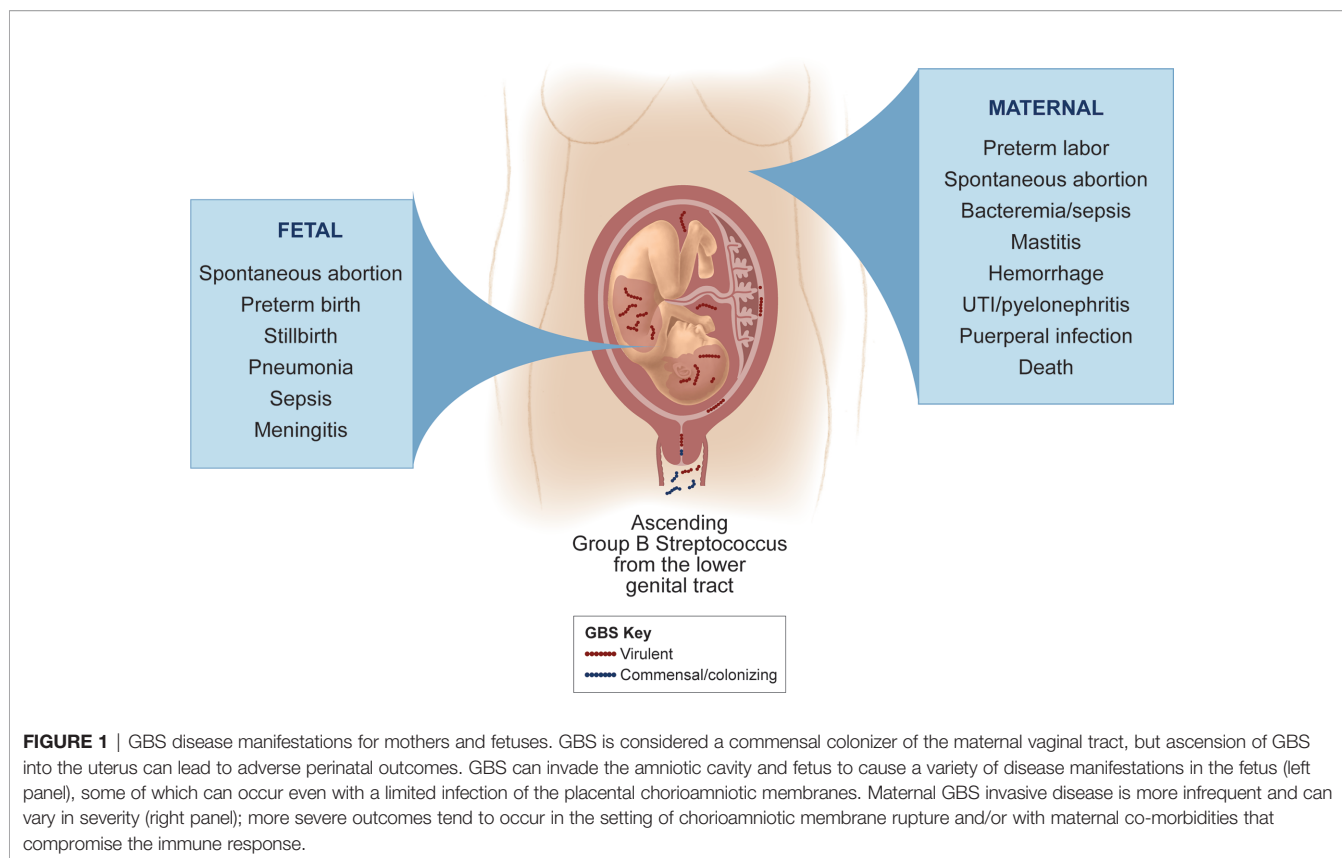 FETAL
Spontaneous abortion
Preterm birth
Stillbirth
Pneumonia
Sepsis
Meningitis
MATERNAL
Preterm labor
Spontaneous abortion
Bacteremia/sepsis
Mastitis
Hemorrhage
UTI/pyelonephritis
Puerperal infection
Death
Ascending
Group B Streptococcus
from the lower
genital tract
GBS Key
Virulent
Commensal/colonizing
FIGURE 1 | GBS disease manifestations for mothers and fetuses. GBS is considered a commensal colonizer of the maternal vaginal tract, but ascension of GBS
into the uterus can lead to adverse perinatal outcomes. GBS can invade the amniotic cavity and fetus to cause a variety of disease manifestations in the fetus (left
panel), some of which can occur even with a limited infection of the placental chorioamniotic membranes. Maternal GBS invasive disease is more infrequent and can
vary in severity (right panel); more severe outcomes tend to occur in the setting of chorioamniotic membrane rupture and/or with maternal co-morbidities that
compromise the immune response.